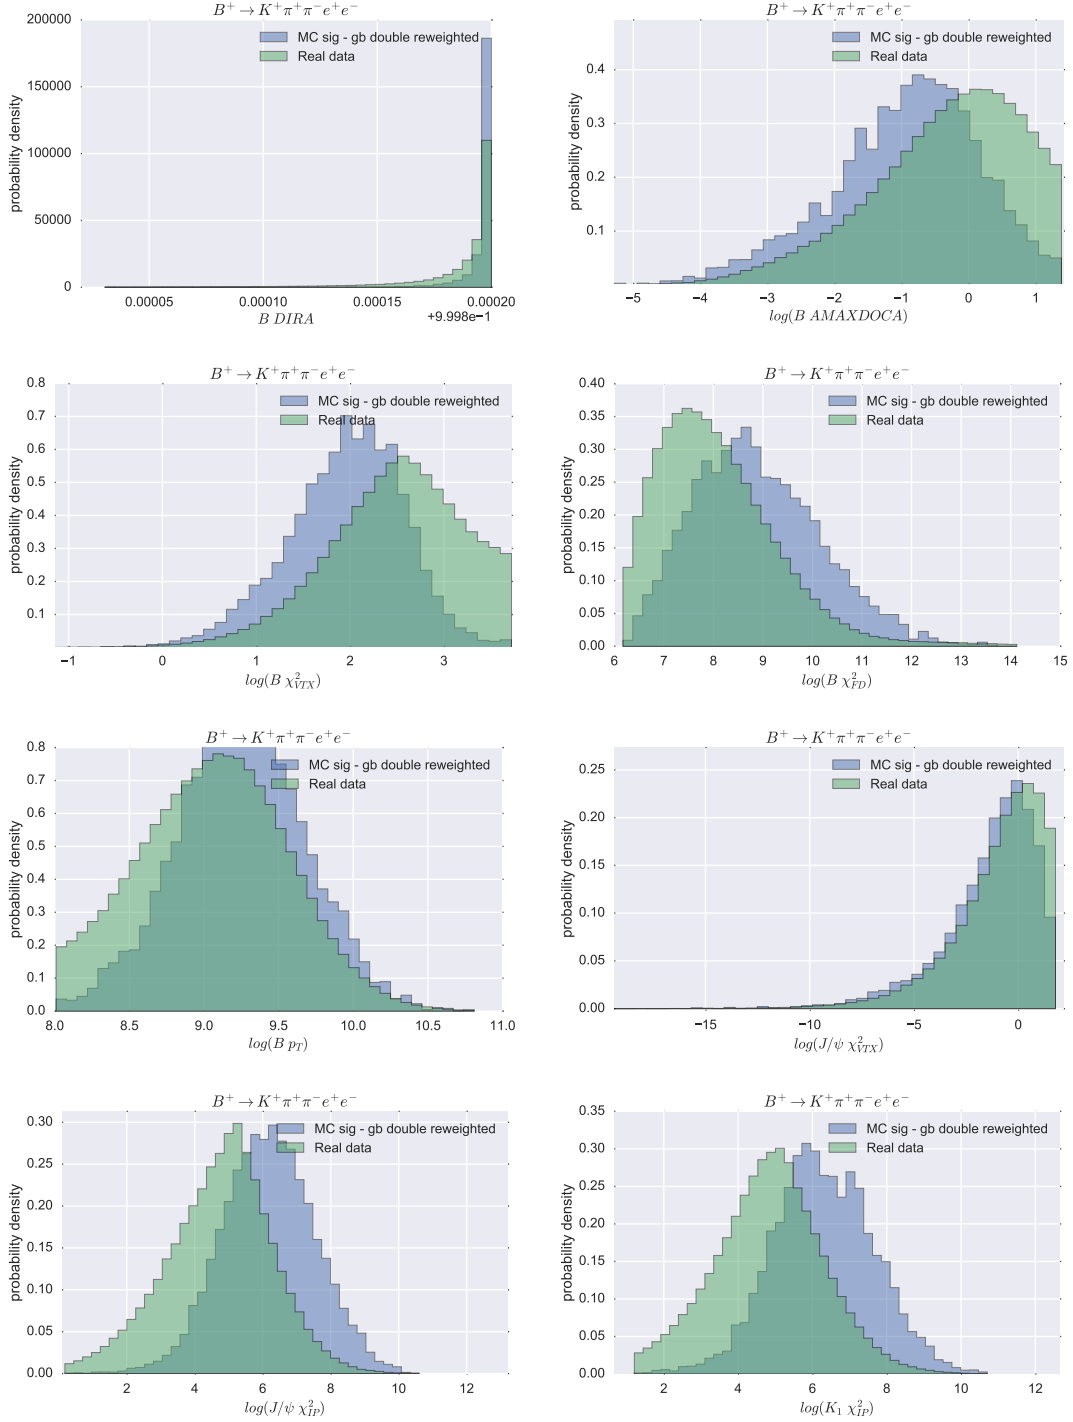 B⁺ → K⁺π⁺π⁻e⁺e⁻
MC sig - gb double reweighted
Real data
probability density
200000
150000
100000
50000
0
0.00005 0.00010 0.00015 0.00020
+9.998e−1
B DIRA
B⁺ → K⁺π⁺π⁻e⁺e⁻
MC sig - gb double reweighted
Real data
probability density
0.4
0.3
0.2
0.1
−5 −4 −3 −2 −1 0 1
log(B AMAXDOCA)
B⁺ → K⁺π⁺π⁻e⁺e⁻
MC sig - gb double reweighted
Real data
probability density
0.8
0.7
0.6
0.5
0.4
0.3
0.2
0.1
−1 0 1 2 3
log(B χ²_VTX)
B⁺ → K⁺π⁺π⁻e⁺e⁻
MC sig - gb double reweighted
Real data
probability density
0.40
0.35
0.30
0.25
0.20
0.15
0.10
0.05
0.00
6 7 8 9 10 11 12 13 14 15
log(B χ²_FD)
B⁺ → K⁺π⁺π⁻e⁺e⁻
MC sig - gb double reweighted
Real data
probability density
0.8
0.7
0.6
0.5
0.4
0.3
0.2
0.1
0.0
8.0 8.5 9.0 9.5 10.0 10.5 11.0
log(B p_T)
B⁺ → K⁺π⁺π⁻e⁺e⁻
MC sig - gb double reweighted
Real data
probability density
0.25
0.20
0.15
0.10
0.05
0.00
−15 −10 −5 0
log(J/ψ χ²_VTX)
B⁺ → K⁺π⁺π⁻e⁺e⁻
MC sig - gb double reweighted
Real data
probability density
0.30
0.25
0.20
0.15
0.10
0.05
0.00
2 4 6 8 10 12
log(J/ψ χ²_IP)
B⁺ → K⁺π⁺π⁻e⁺e⁻
MC sig - gb double reweighted
Real data
probability density
0.35
0.30
0.25
0.20
0.15
0.10
0.05
0.00
2 4 6 8 10 12
log(K₁ χ²_IP)